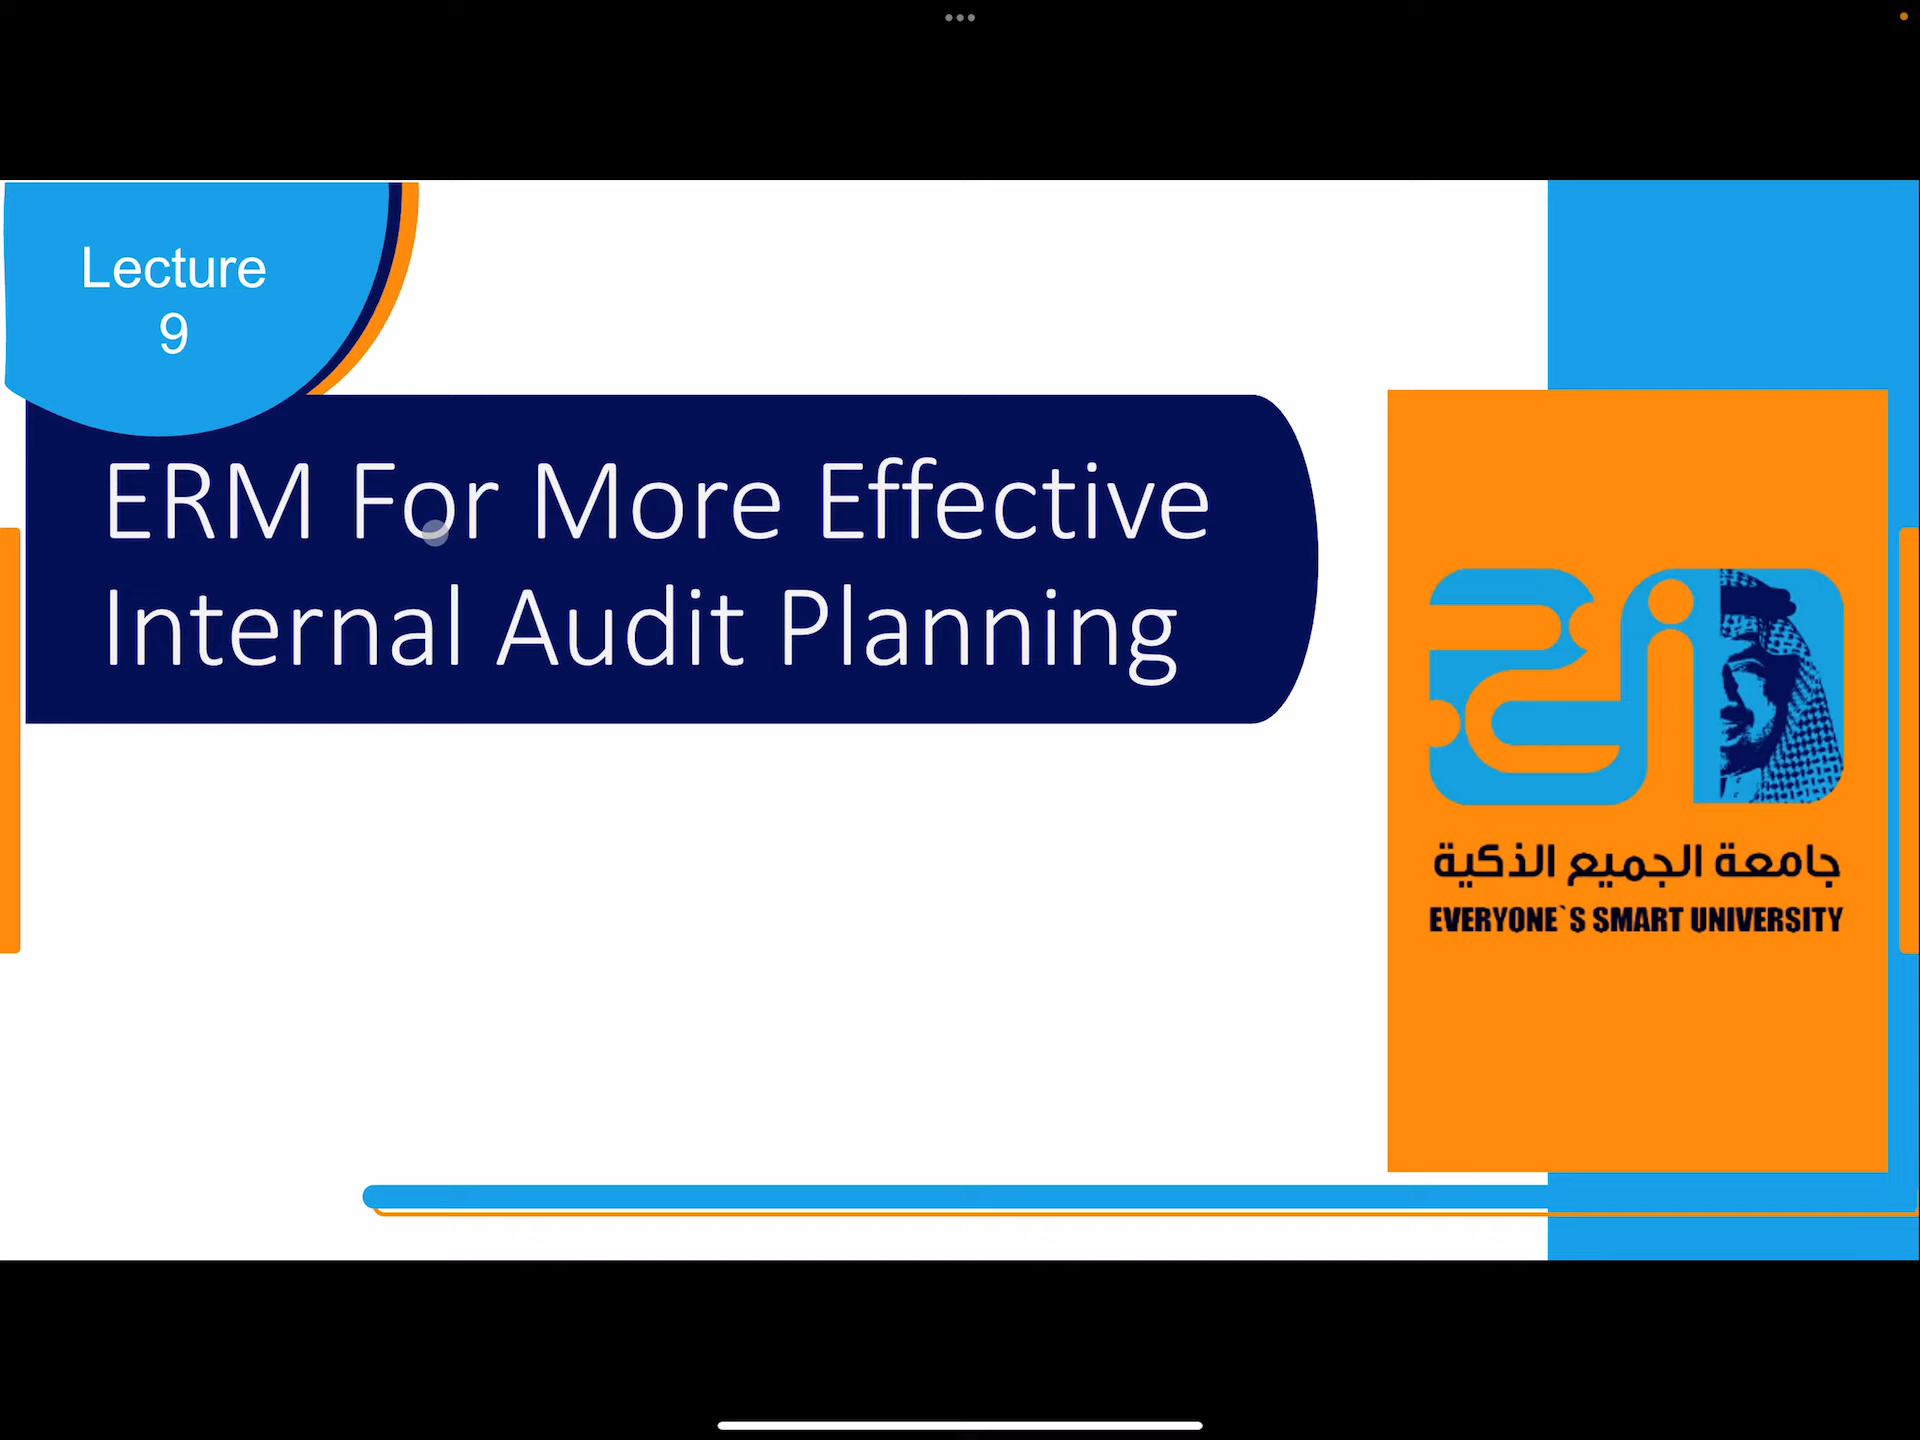 Lecture
9
ERM For More Effective
Internal Audit Planning
جامعة الجميع الذكية
EVERYONE`S SMART UNIVERSITY